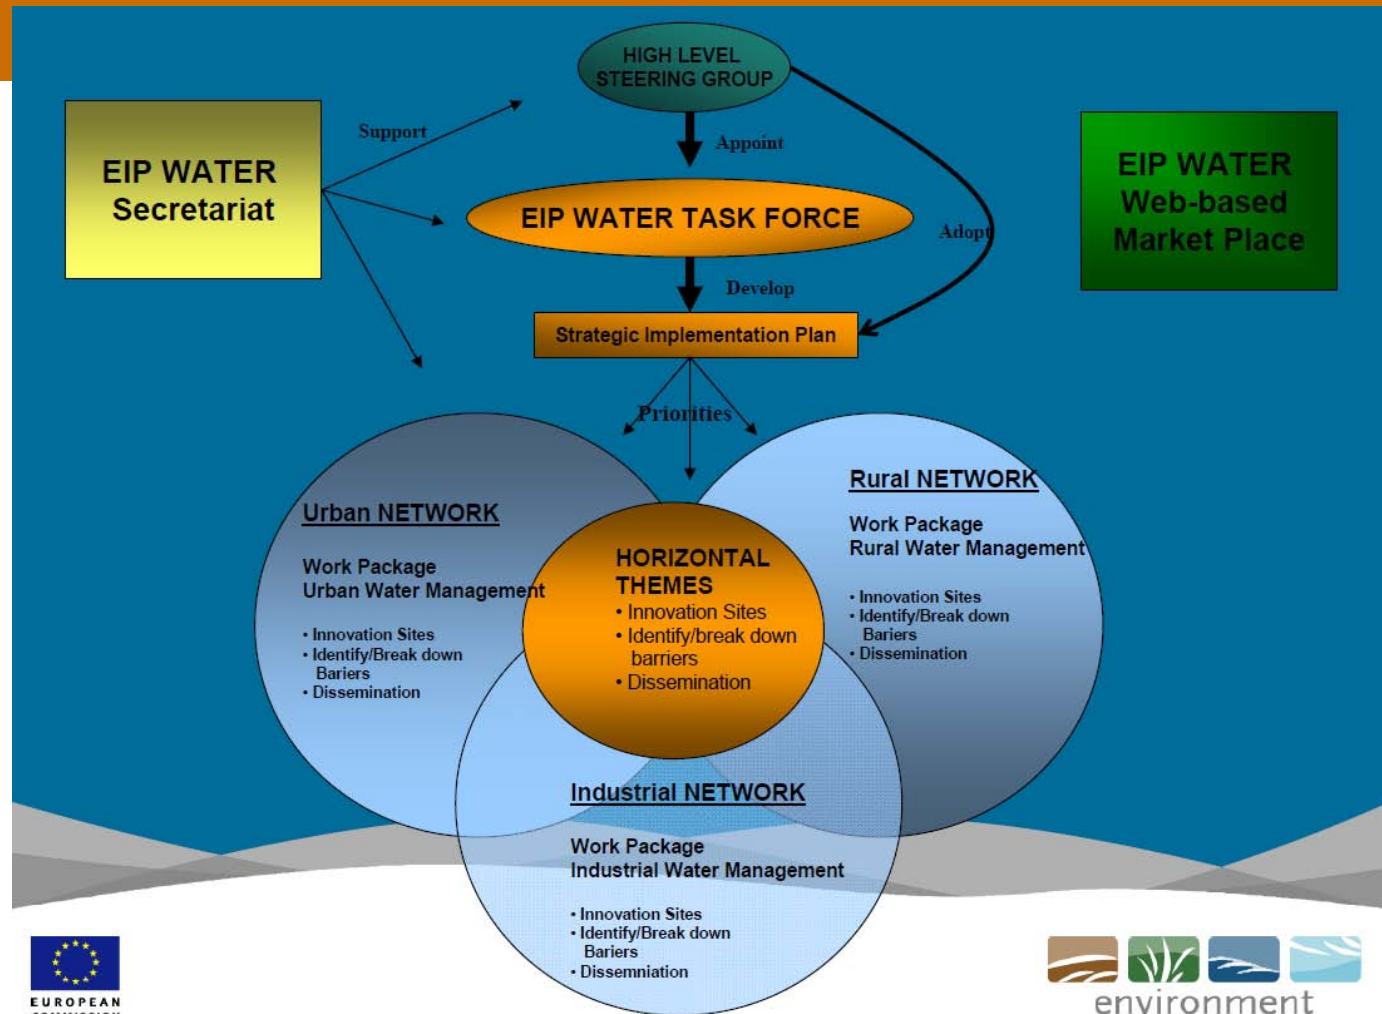 HIGH LEVEL
STEERING GROUP
Support
Appoint
EIP WATER
Secretariat
EIP WATER
Web-based
Market Place
EIP WATER TASK FORCE
Adopt
Develop
Strategic Implementation Plan
Priorities
Urban NETWORK
Work Package
Urban Water Management
• Innovation Sites
• Identify/Break down
Bariers
• Dissemination
HORIZONTAL
THEMES
• Innovation Sites
• Identify/break down
barriers
• Dissemination
Rural NETWORK
Work Package
Rural Water Management
• Innovation Sites
• Identify/Break down
Bariers
• Dissemination
Industrial NETWORK
Work Package
Industrial Water Management
• Innovation Sites
• Identify/Break down
Bariers
• Dissemniation
EUROPEAN
COMMISSION
environment